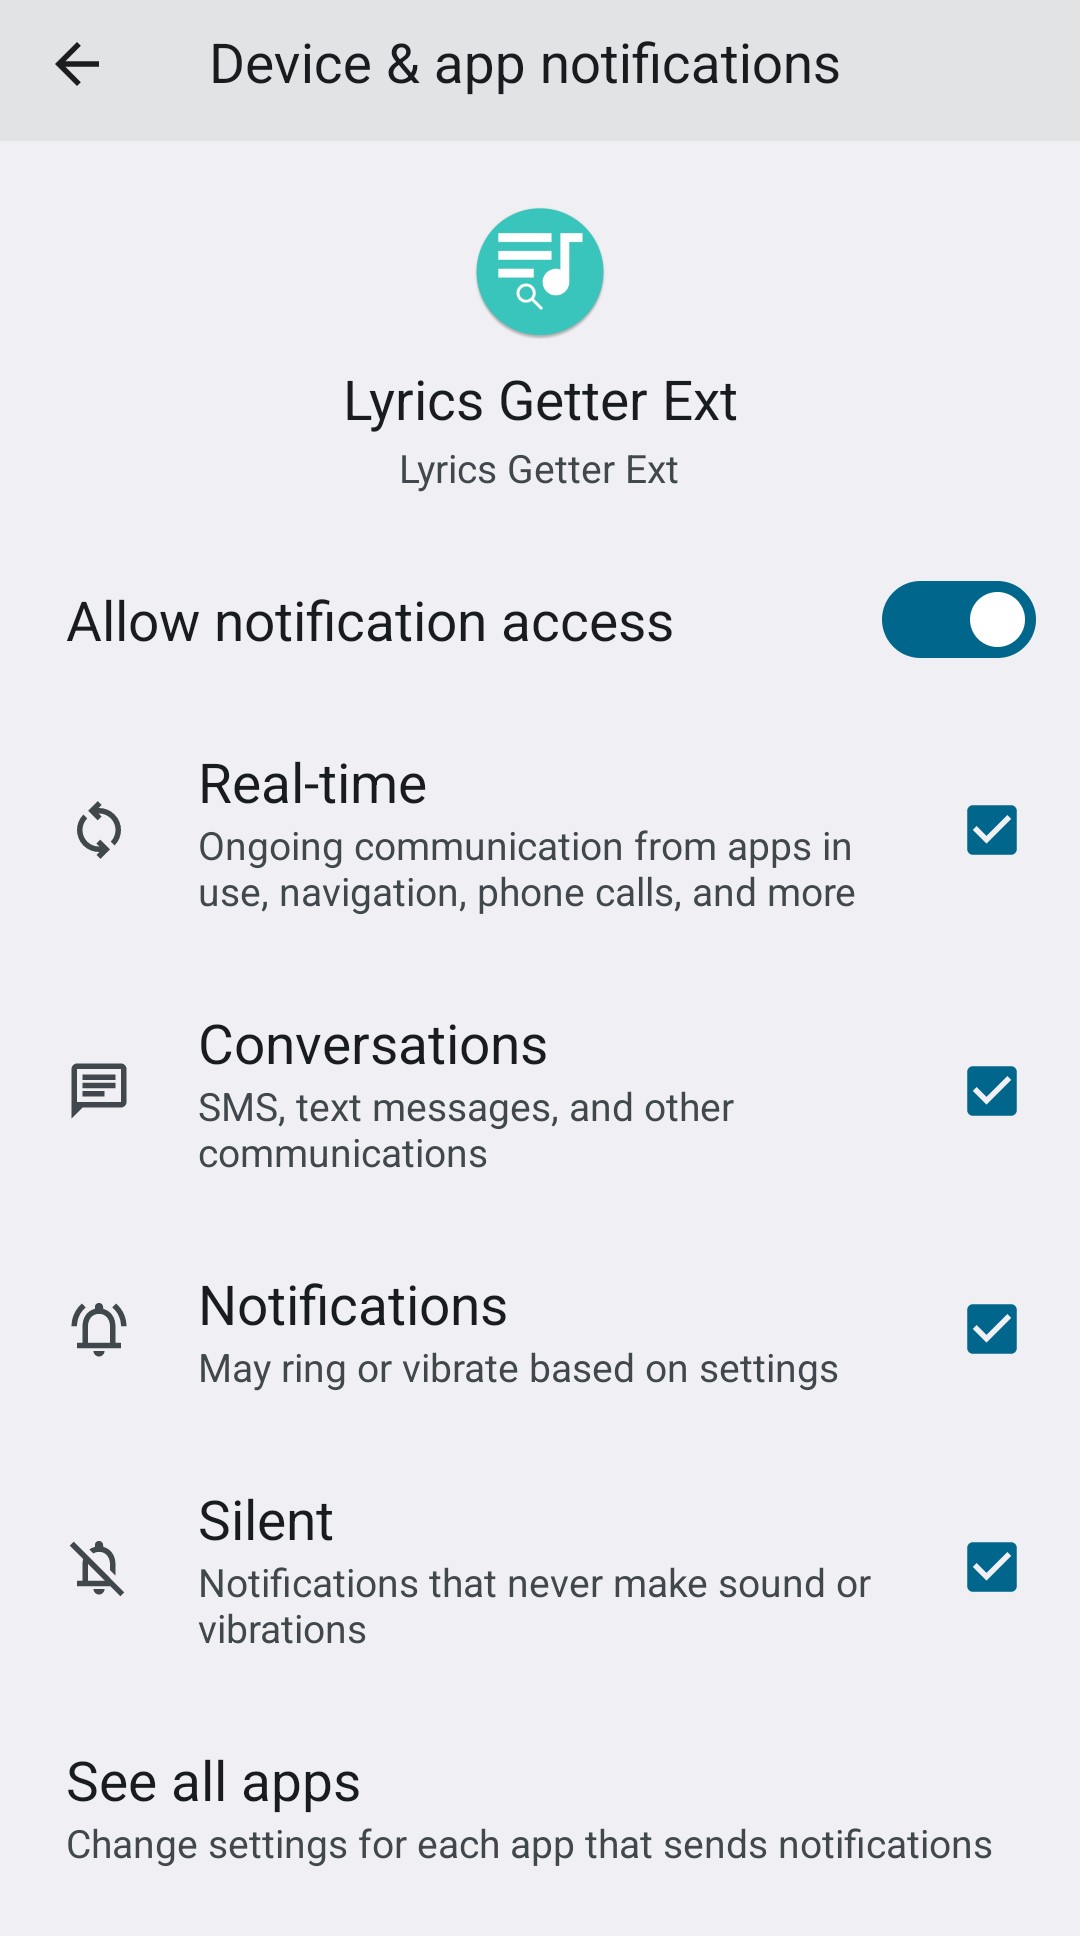 Device & app notifications
Lyrics Getter Ext
Lyrics Getter Ext
Allow notification access
Real-time
Ongoing communication from apps in
use, navigation, phone calls, and more
Conversations
SMS, text messages, and other
communications
Notifications
May ring or vibrate based on settings
Silent
Notifications that never make sound or
vibrations
See all apps
Change settings for each app that sends notifications